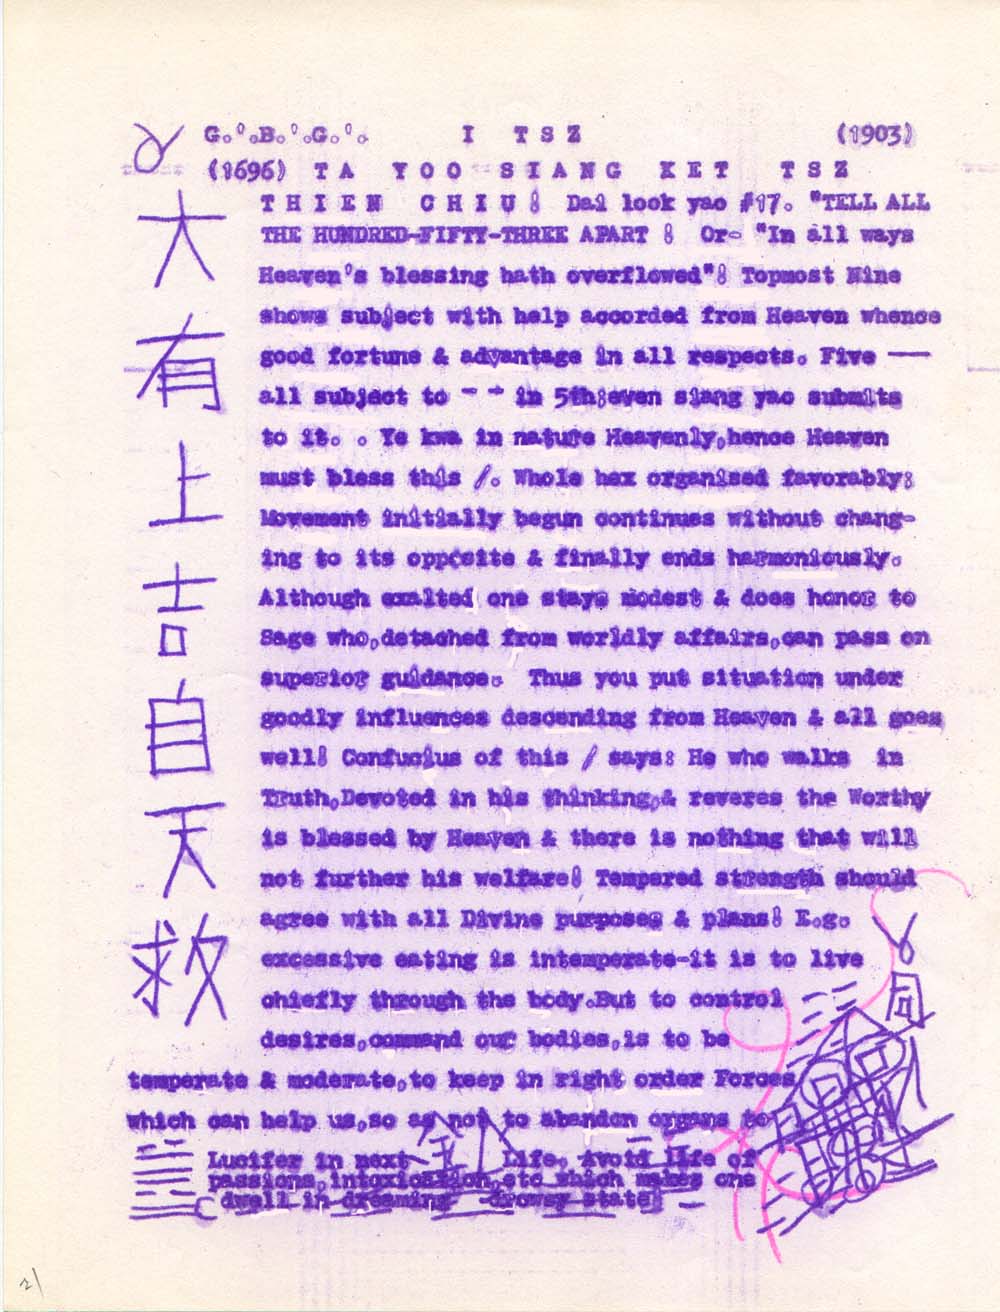 G.'.B.'.G.'. I TSZ (1903)
(1696) TA YOO SIANG KET TSZ
THIEN CHIU! Dai look yao #17. "TELL ALL
THE HUNDRED-FIFTY-THREE APART ! Or- "In all ways
Heaven's blessing hath overflowed"! Topmost Nine
shows subject with help accorded from Heaven whence
good fortune & advantage in all respects. Five —
all subject to - - in 5th;even siang yao submits
to it. . Ye kwa in nature Heavenly,hence Heaven
must bless this /. Whole hex organised favorably;
Movement initially begun continues without chang-
ing to its opposite & finally ends harmoniously.
Although exalted one stays modest & does honor to
Sage who,detached from worldly affairs,can pass on
superior guidance. Thus you put situation under
goodly influences descending from Heaven & all goes
well! Confucius of this / says: He who walks in
Truth,Devoted in his thinking,& reveres the Worthy
is blessed by Heaven & there is nothing that will
not further his welfare! Tempered strength should
agree with all Divine purposes & plans! E.g.
excessive eating is intemperate-it is to live
chiefly through the body.But to control
desires,command our bodies,is to be
temperate & moderate,to keep in right order Forces
which can help us,so as not to abandon organs to
Lucifer in next Life, Avoid life of
passions,intoxication,etc which makes one
dwell in dreaming drowsy state!
大
有
上
吉
自
天
救
2)